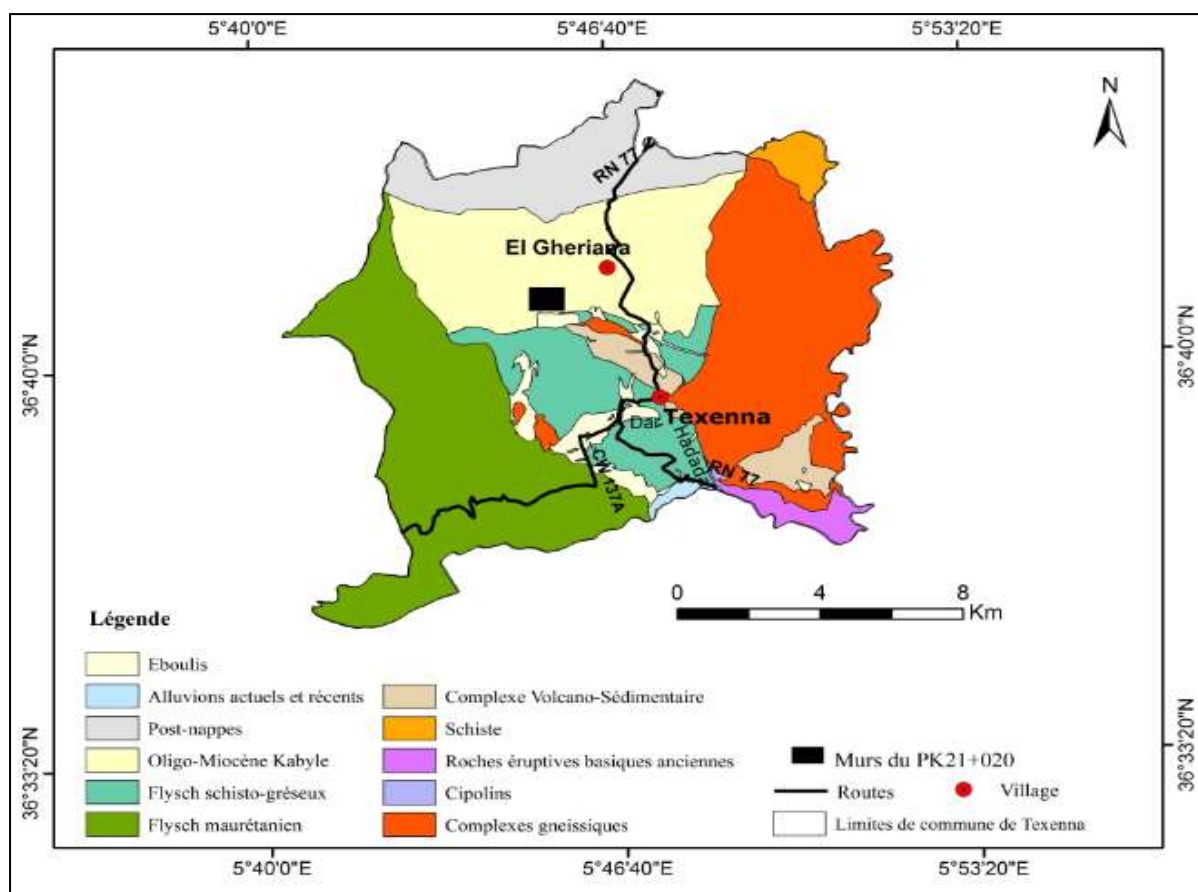 5°40'0"E 5°46'40"E 5°53'20"E
N
RN 77
El Gheriana
36°40'0"N
36°40'0"N
Texenna
Dar Hadad
RN 77
CW 137A
0 4 8
Km
36°33'20"N
36°33'20"N
Légende
Eboulis
Alluvions actuels et récents
Post-nappes
Oligo-Miocène Kabyle
Flysch schisto-gréseux
Flysch maurétanien
Complexe Volcano-Sédimentaire
Schiste
Roches éruptives basiques anciennes
Cipolins
Complexes gneissiques
Murs du PK21+020
Routes
Village
Limites de commune de Texenna
5°40'0"E 5°46'40"E 5°53'20"E